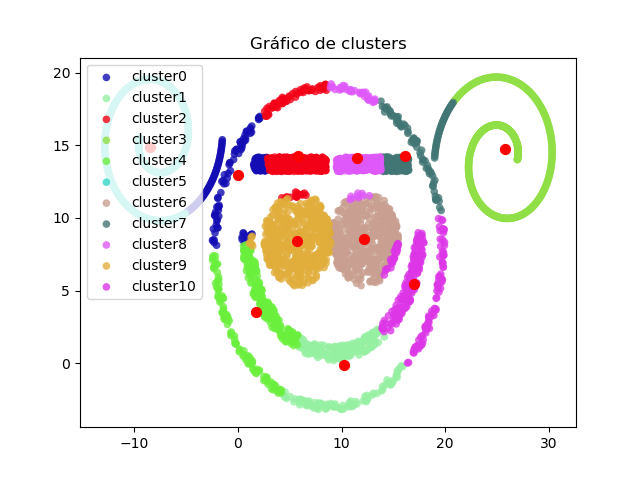 Gráfico de clusters
cluster0
cluster1
cluster2
cluster3
cluster4
cluster5
cluster6
cluster7
cluster8
cluster9
cluster10
20
15
10
5
0
−10
0
10
20
30